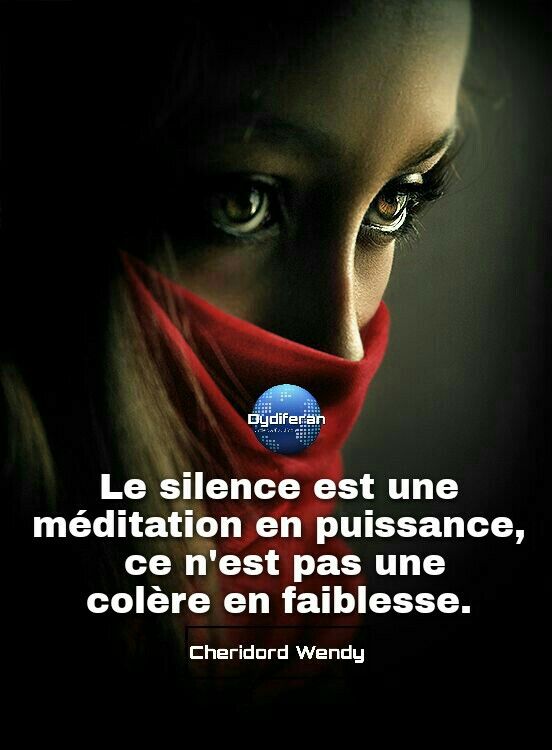 Dydiferan
Le silence est une
méditation en puissance,
ce n'est pas une
colère en faiblesse.
Cheridord Wendy